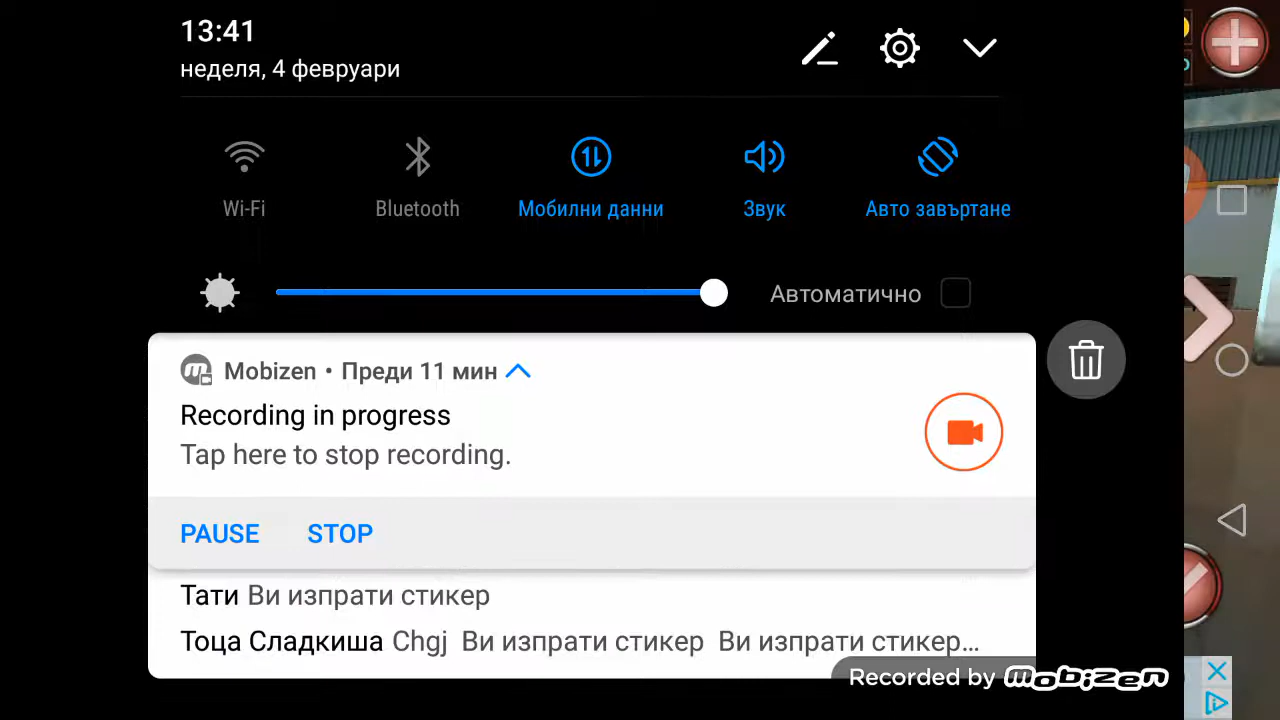 13:41
неделя, 4 февруари
Wi-Fi
Bluetooth
Мобилни данни
Звук
Авто завъртане
Автоматично
Mobizen • Преди 11 мин
Recording in progress
Tap here to stop recording.
PAUSE STOP
Тати Ви изпрати стикер
Тоца Сладкиша Chgj Ви изпрати стикер Ви изпрати стикер...
Recorded by mobizen